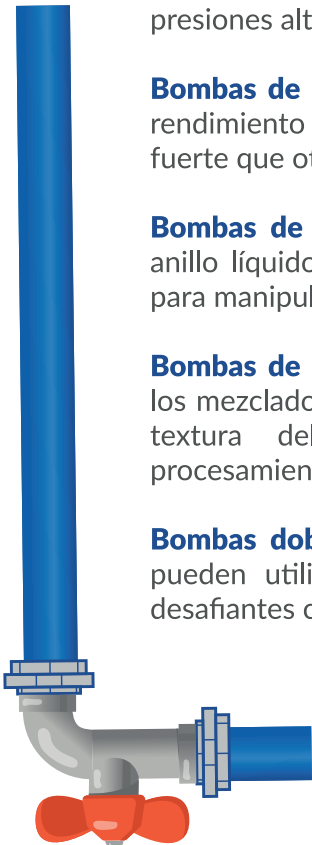 presiones alt
Bombas de
rendimiento
fuerte que ot
Bombas de
anillo líquido
para manipul
Bombas de
los mezclado
textura del
procesamien
Bombas dob
pueden utili
desafiantes c